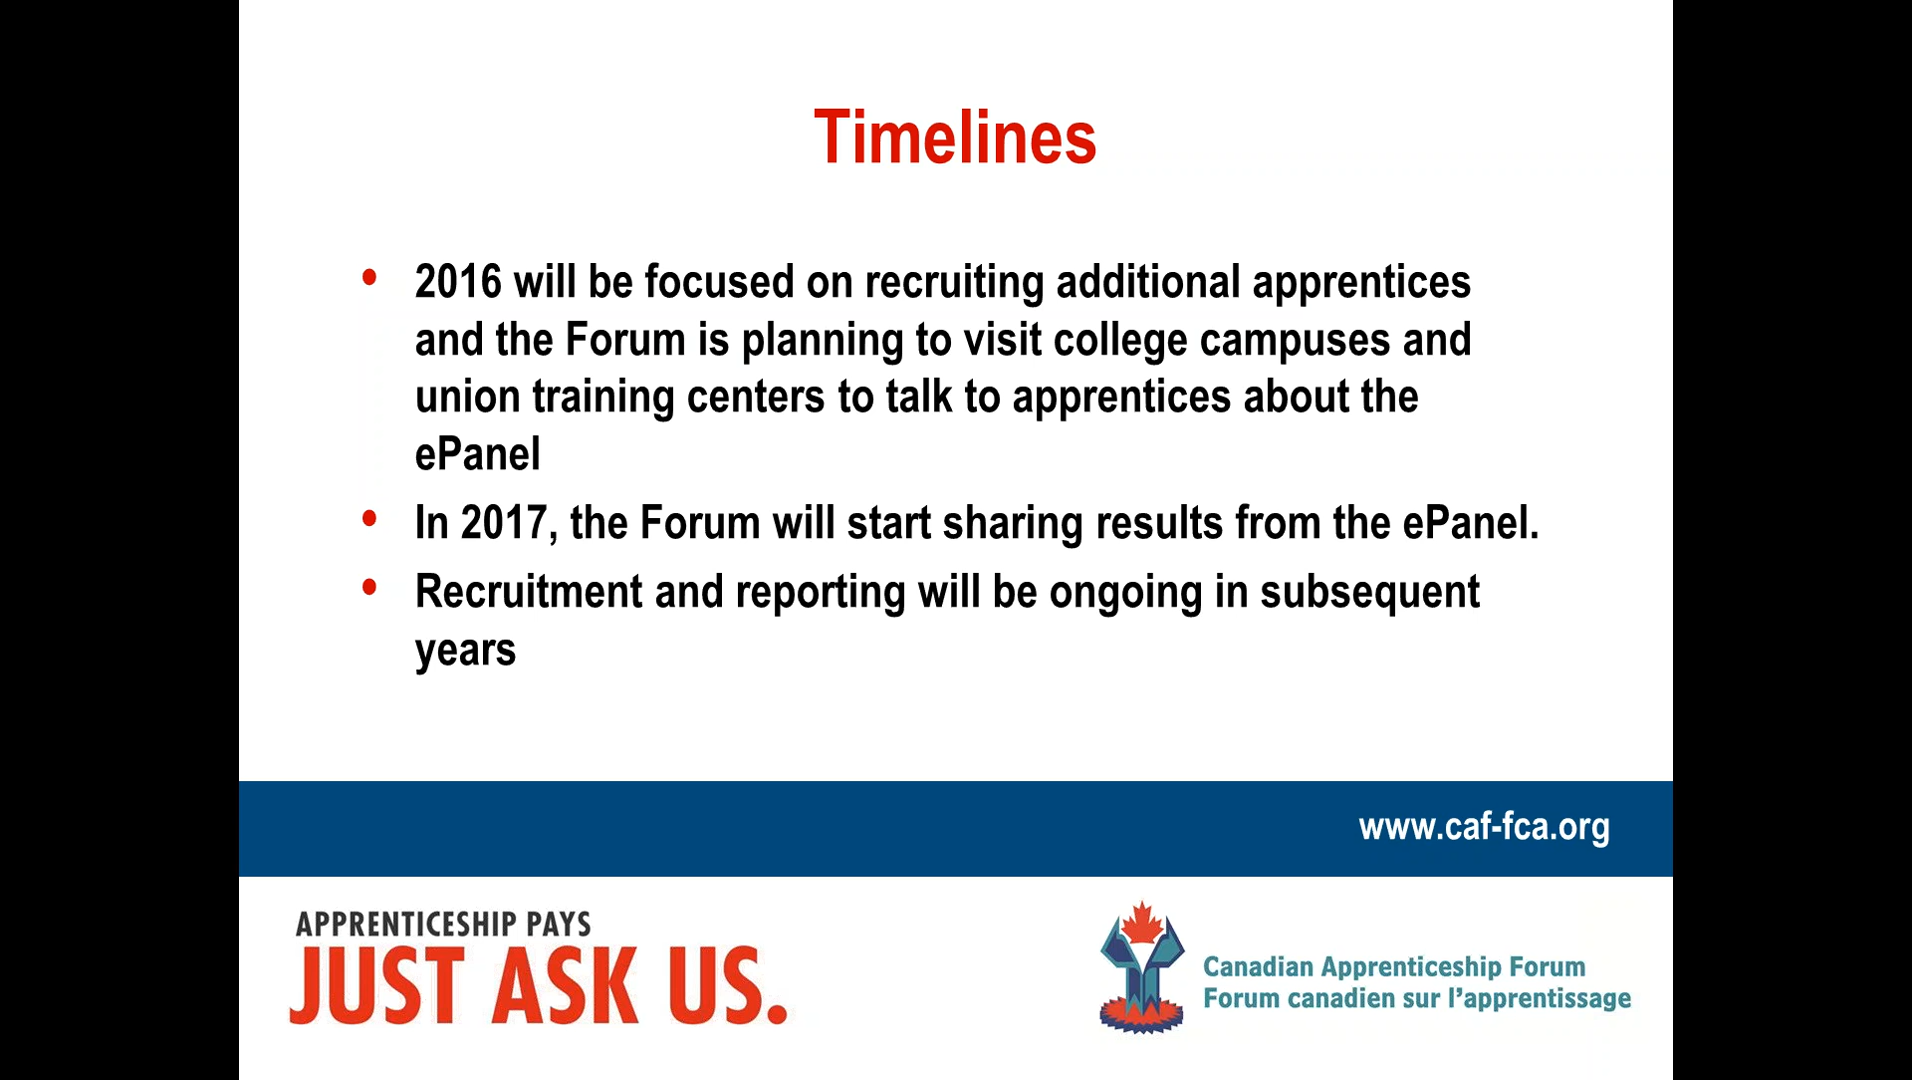 Timelines
• 2016 will be focused on recruiting additional apprentices
and the Forum is planning to visit college campuses and
union training centers to talk to apprentices about the
ePanel
• In 2017, the Forum will start sharing results from the ePanel.
• Recruitment and reporting will be ongoing in subsequent
years
www.caf-fca.org
APPRENTICESHIP PAYS
JUST ASK US.
Canadian Apprenticeship Forum
Forum canadien sur l'apprentissage